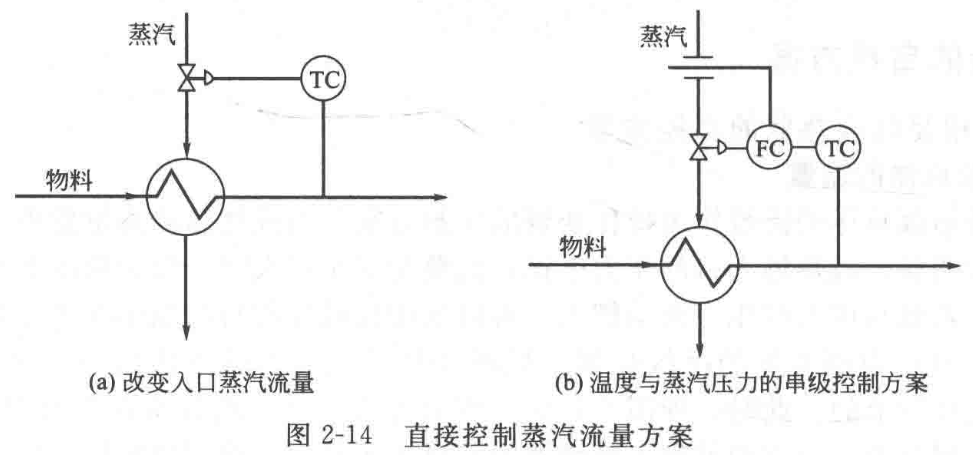 蒸汽
TC
物料
(a) 改变入口蒸汽流量
蒸汽
FC
TC
物料
(b) 温度与蒸汽压力的串级控制方案
图 2-14 直接控制蒸汽流量方案